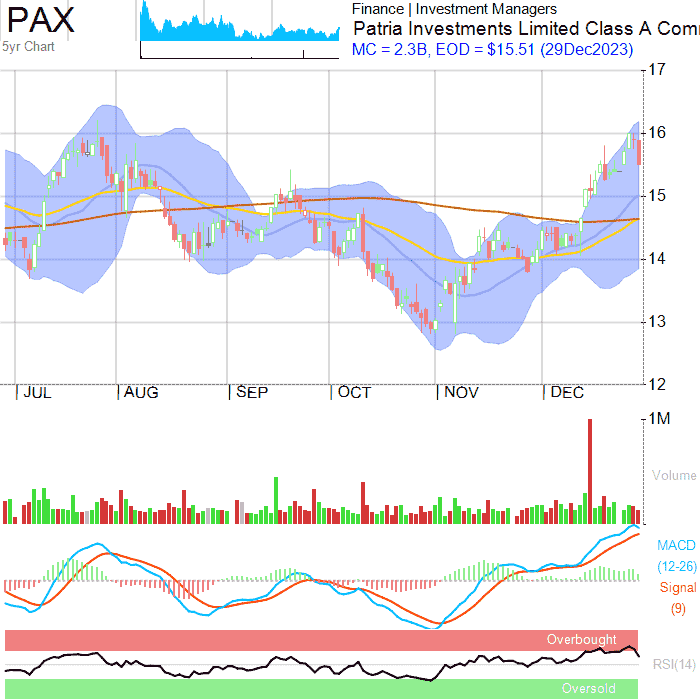 PAX
5yr Chart
Finance | Investment Managers
Patria Investments Limited Class A Com
MC = 2.3B, EOD = $15.51 (29Dec2023)
17
16
15
14
13
12
JUL AUG SEP OCT NOV DEC
1M
Volume
MACD
(12-26)
Signal
(9)
Overbought
RSI(14)
Oversold